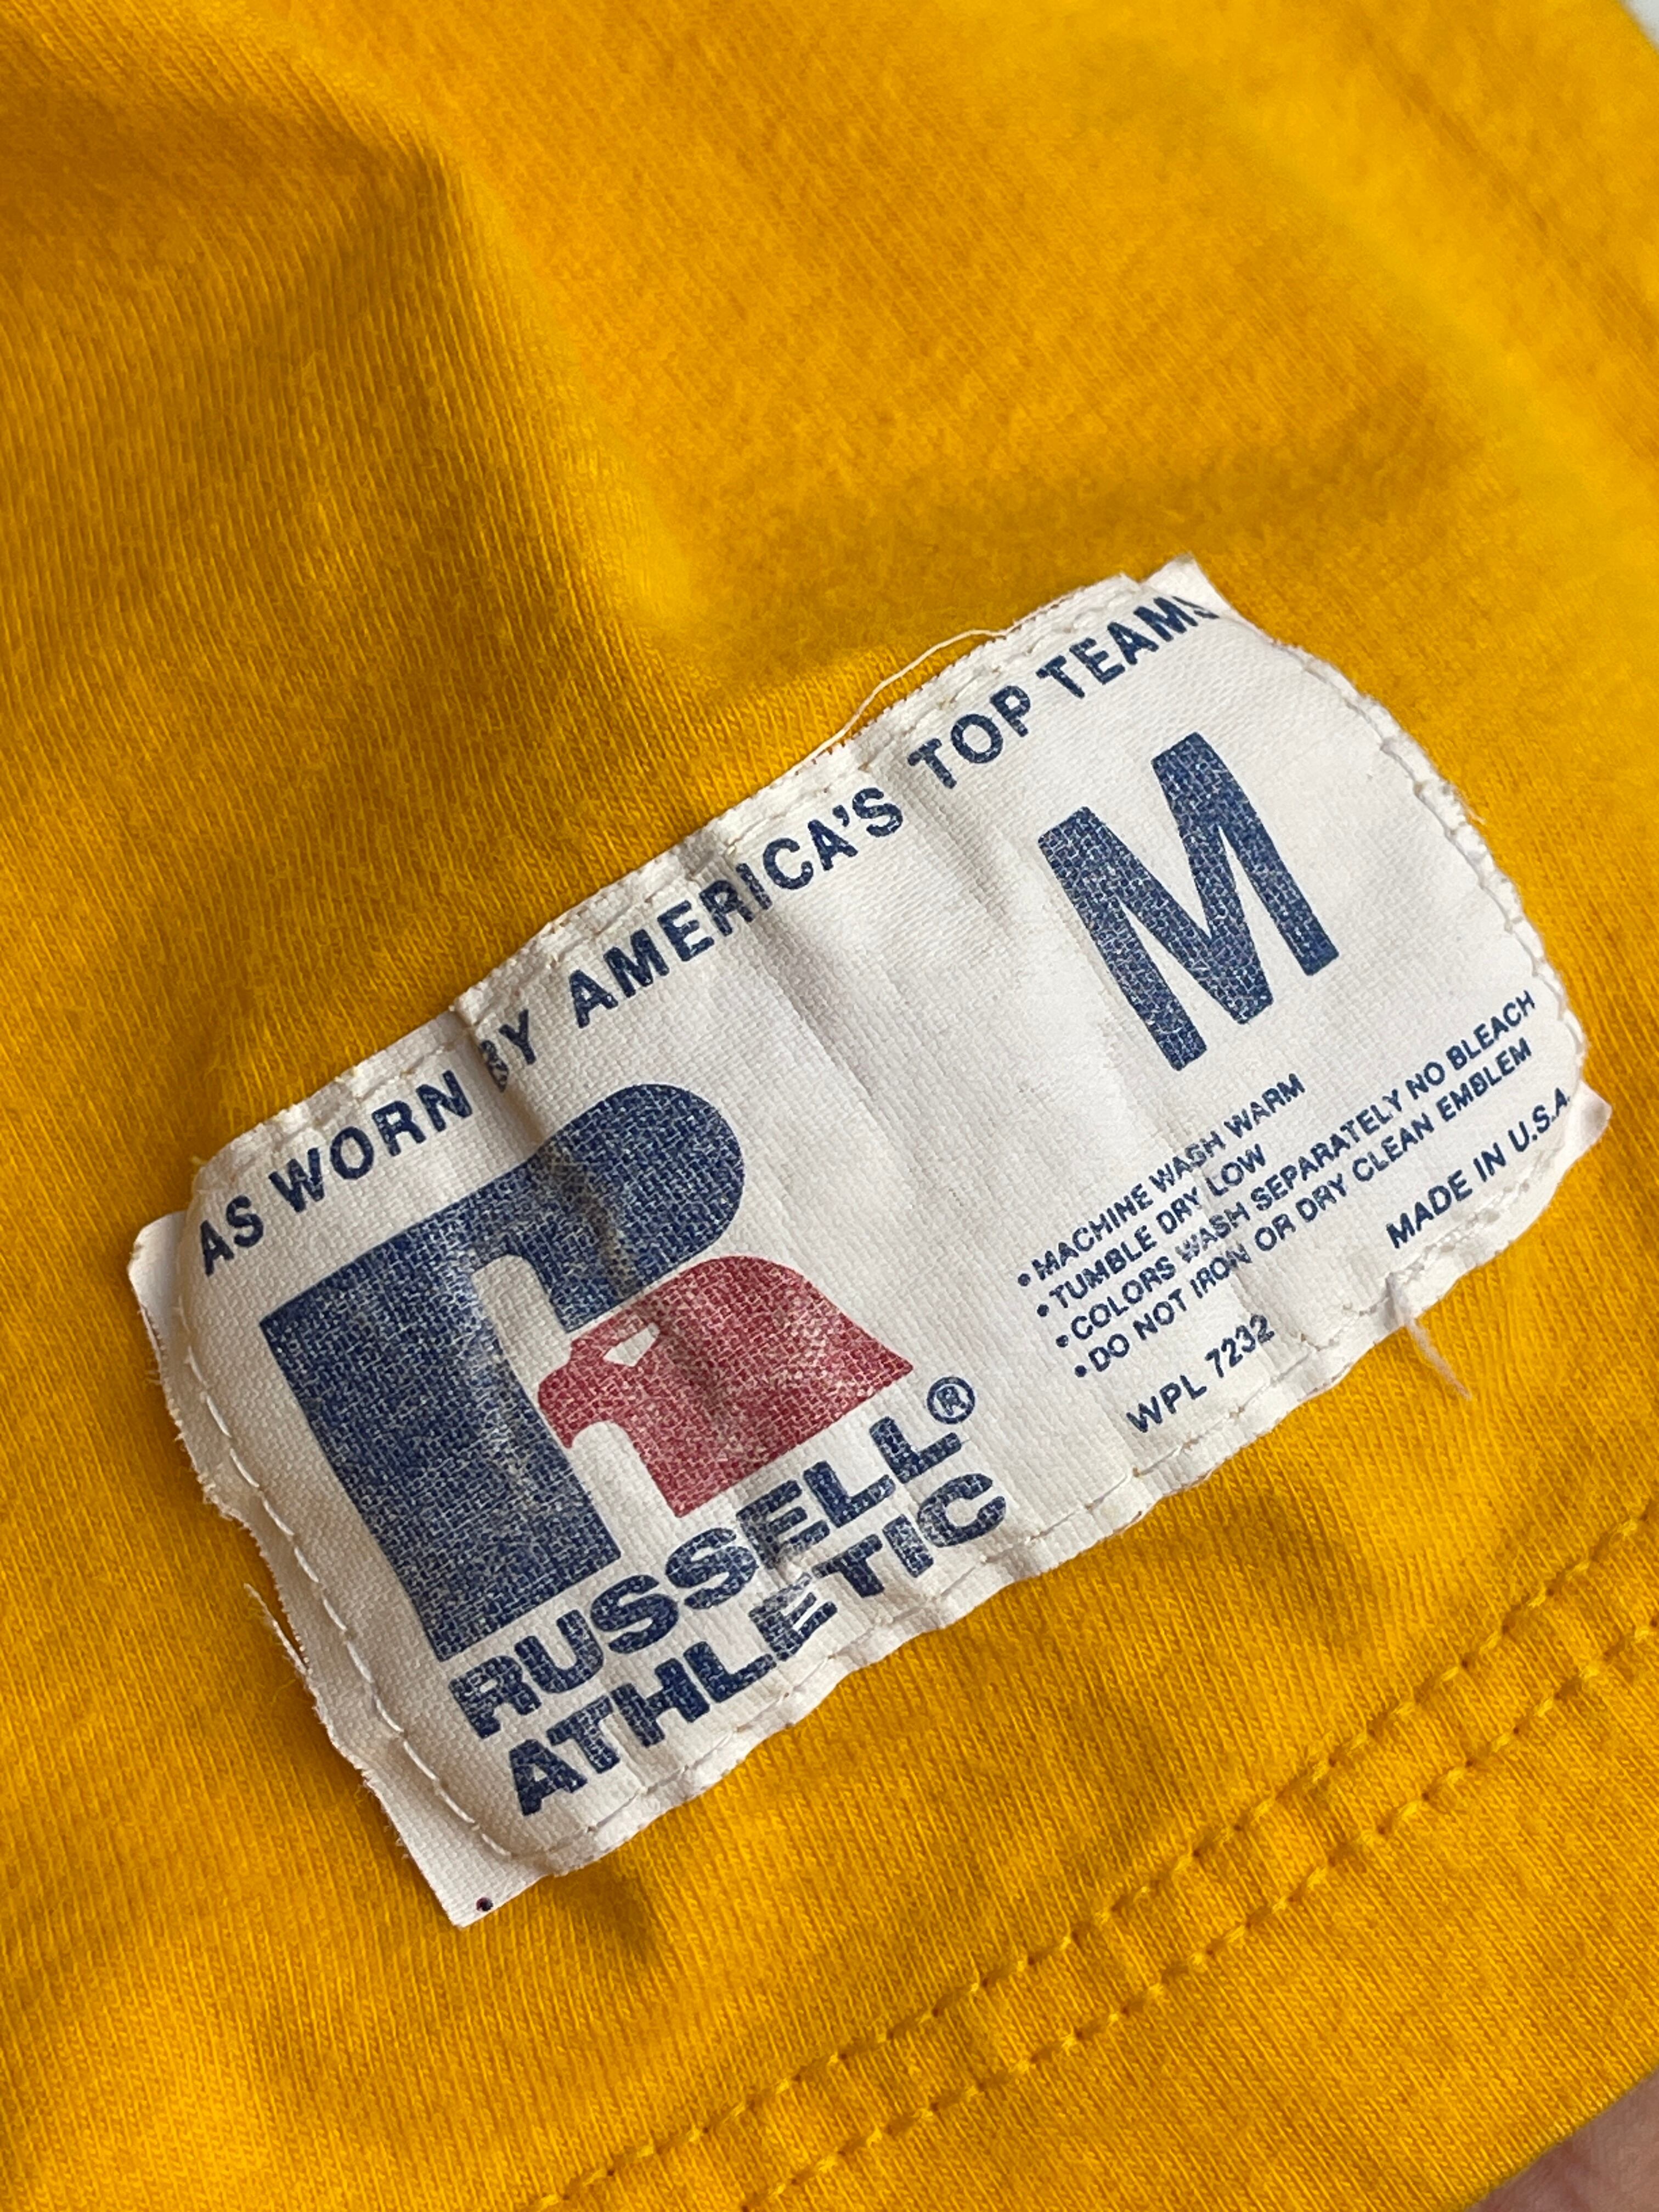 AS WORN BY AMERICA'S TOP TEAMS
M
RUSSELL®
ATHLETIC
•MACHINE WASH WARM
•TUMBLE DRY LOW
•COLORS WASH SEPARATELY NO BLEACH
•DO NOT IRON OR DRY CLEAN EMBLEM
WPL 7232
MADE IN U.S.A.